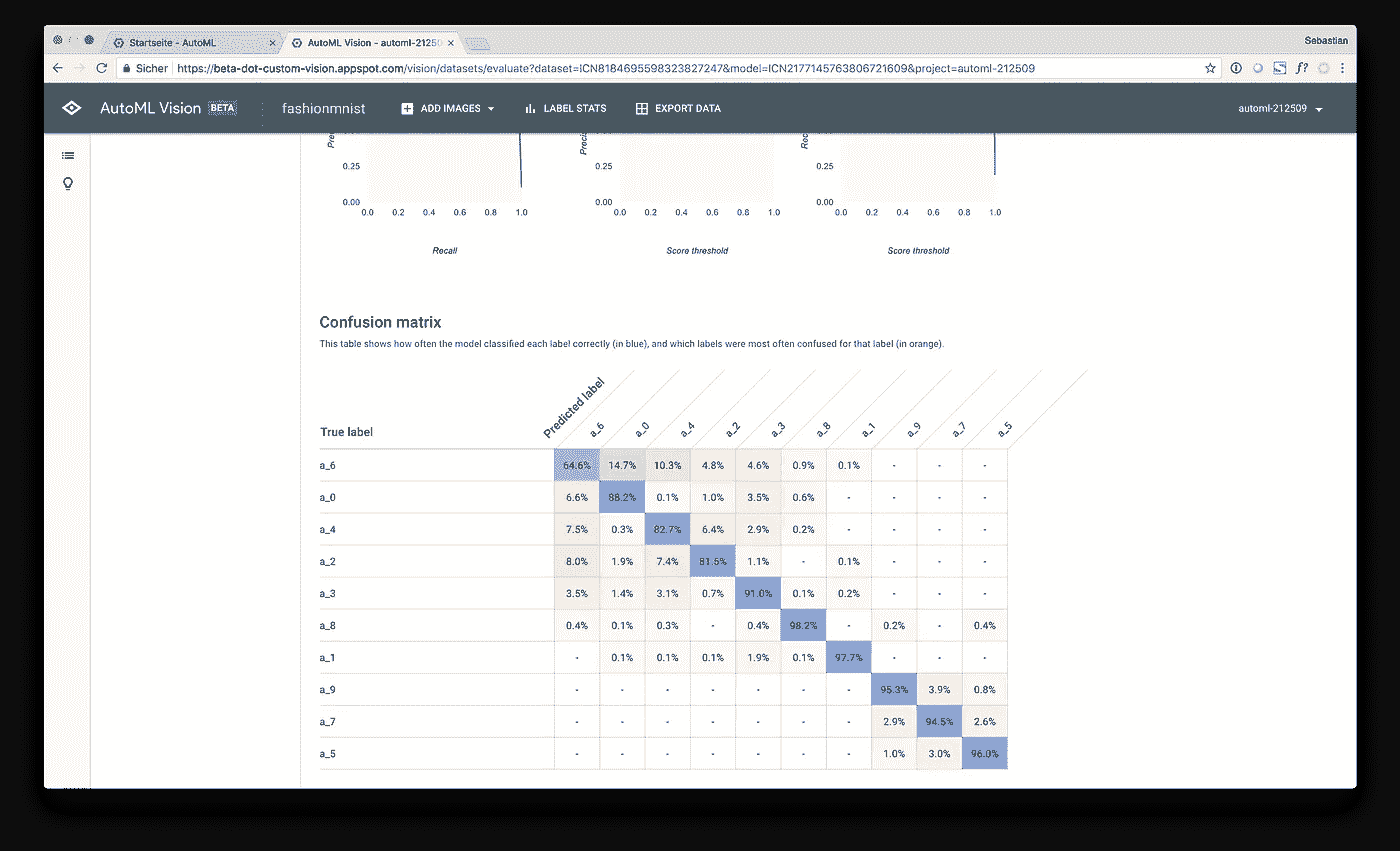 Startseite - AutoML
AutoML Vision - automl-21250
Sebastian
Sicher
https://beta-dot-custom-vision.appspot.com/vision/datasets/evaluate?dataset=ICN8184695598323827247&model=ICN2177145763806721609&project=automl-212509
AutoML Vision BETA fashionmnist ADD IMAGES LABEL STATS EXPORT DATA automl-212509
0.25 0.25 0.25
0.00 0.00 0.00
0.0 0.2 0.4 0.6 0.8 1.0 0.0 0.2 0.4 0.6 0.8 1.0 0.0 0.2 0.4 0.6 0.8 1.0
Recall Score threshold Score threshold
Confusion matrix
This table shows how often the model classified each label correctly (in blue), and which labels were most often confused for that label (in orange).
Predicted label
True label a_6 a_0 a_4 a_2 a_3 a_8 a_1 a_9 a_7 a_5
a_6 64.6% 14.7% 10.3% 4.8% 4.6% 0.9% 0.1% - - -
a_0 6.6% 88.2% 0.1% 1.0% 3.5% 0.6% - - - -
a_4 7.5% 0.3% 82.7% 6.4% 2.9% 0.2% - - - -
a_2 8.0% 1.9% 7.4% 81.5% 1.1% - 0.1% - - -
a_3 3.5% 1.4% 3.1% 0.7% 91.0% 0.1% 0.2% - - -
a_8 0.4% 0.1% 0.3% - 0.4% 98.2% - 0.2% - 0.4%
a_1 - 0.1% 0.1% 0.1% 1.9% 0.1% 97.7% - - -
a_9 - - - - - - - 95.3% 3.9% 0.8%
a_7 - - - - - - - 2.9% 94.5% 2.6%
a_5 - - - - - - - 1.0% 3.0% 96.0%